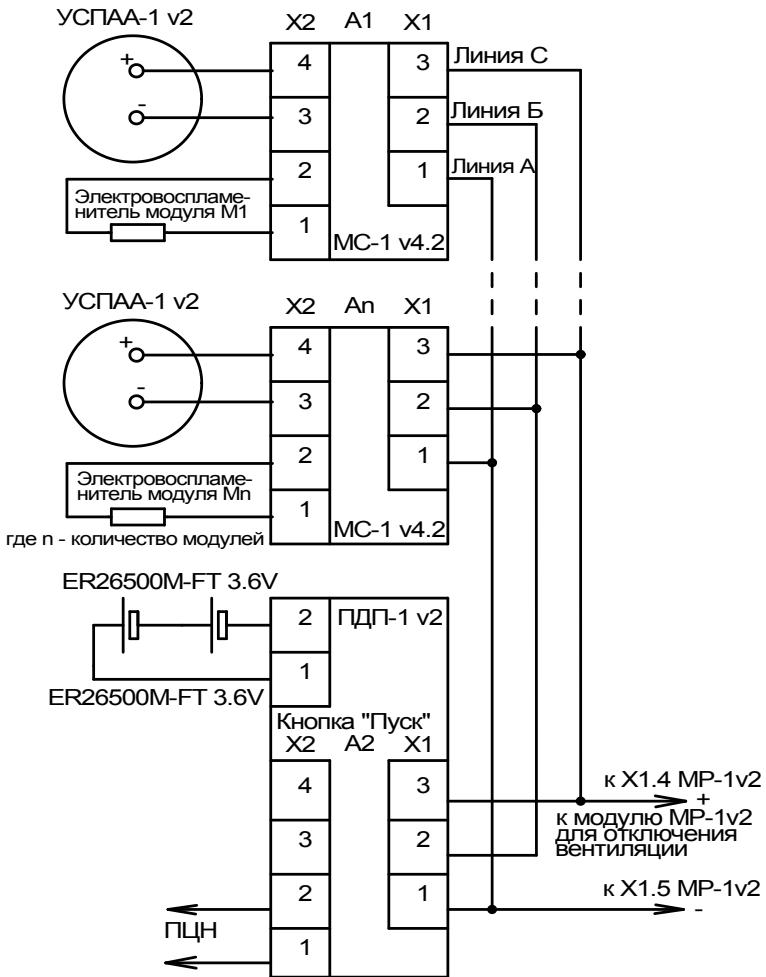 УСПАА-1 v2
X2 A1 X1
+
4
3
Линия С
-
3
2
Линия Б
2
1
Линия А
Электровоспламе-
нитель модуля М1
1
МС-1 v4.2
УСПАА-1 v2
X2 An X1
+
4
3
-
3
2
2
1
Электровоспламе-
нитель модуля Мn
1
МС-1 v4.2
где n - количество модулей
ER26500M-FT 3.6V
2
ПДП-1 v2
1
ER26500M-FT 3.6V
Кнопка "Пуск"
X2 A2 X1
4
3
к X1.4 МР-1v2
+
к модулю МР-1v2
для отключения
вентиляции
3
2
2
1
к X1.5 МР-1v2
-
ПЦН
1